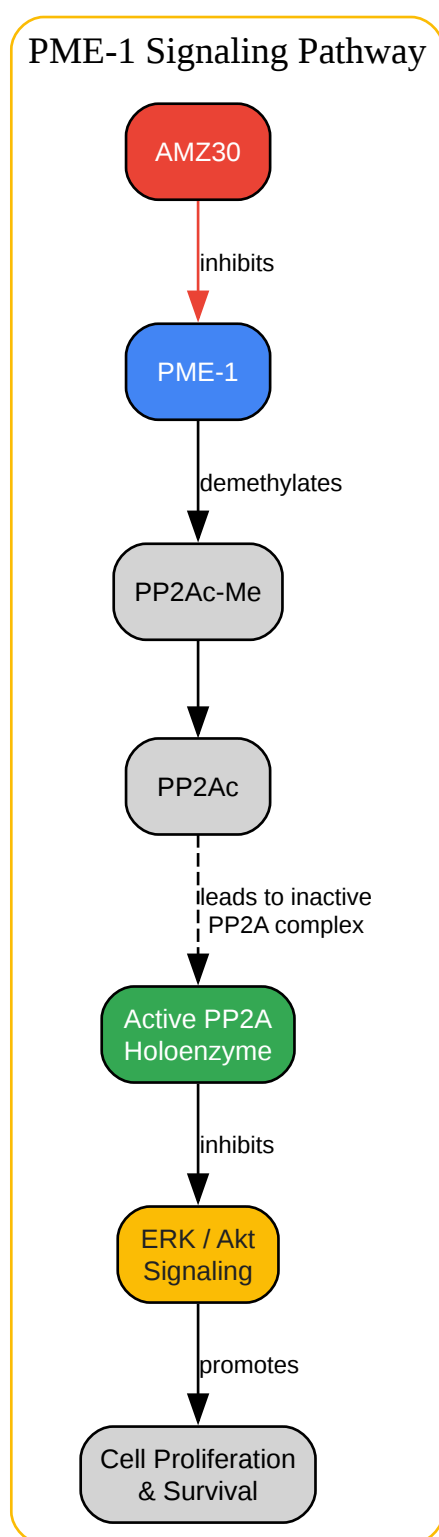 PME-1 Signaling Pathway
AMZ30
inhibits
PME-1
demethylates
PP2Ac-Me
PP2Ac
leads to inactive
PP2A complex
Active PP2A
Holoenzyme
inhibits
ERK / Akt
Signaling
promotes
Cell Proliferation
& Survival